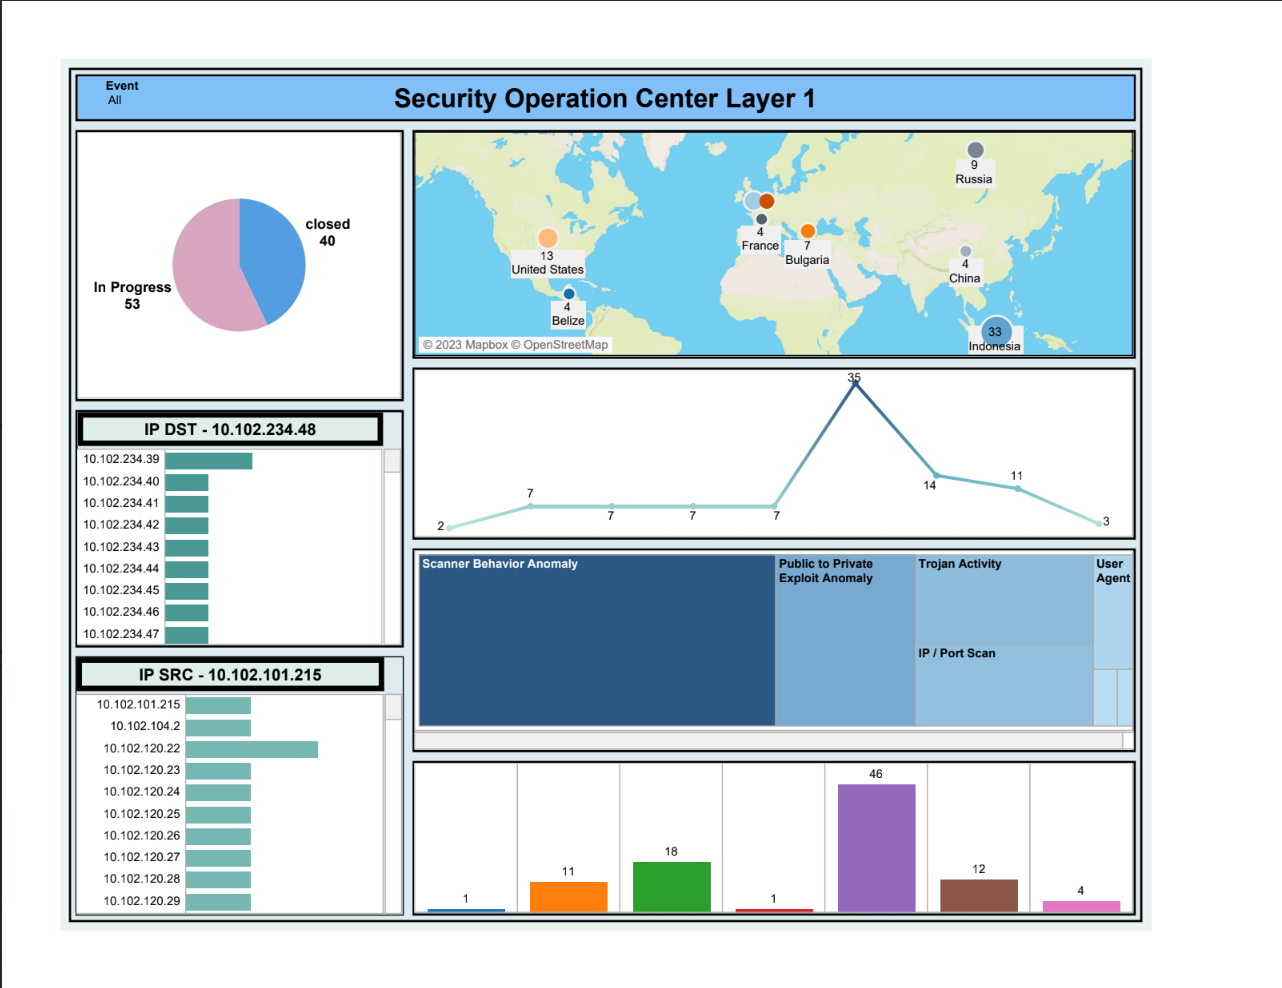 Event
All
Security Operation Center Layer 1
closed
40
In Progress
53
9
Russia
4
France
7
Bulgaria
13
United States
4
China
4
Belize
33
Indonesia
© 2023 Mapbox © OpenStreetMap
IP DST - 10.102.234.48
10.102.234.39
10.102.234.40
10.102.234.41
10.102.234.42
10.102.234.43
10.102.234.44
10.102.234.45
10.102.234.46
10.102.234.47
2
7
7
7
7
35
14
11
3
Scanner Behavior Anomaly
Public to Private
Exploit Anomaly
Trojan Activity
User
Agent
IP / Port Scan
IP SRC - 10.102.101.215
10.102.101.215
10.102.104.2
10.102.120.22
10.102.120.23
10.102.120.24
10.102.120.25
10.102.120.26
10.102.120.27
10.102.120.28
10.102.120.29
1
11
18
1
46
12
4